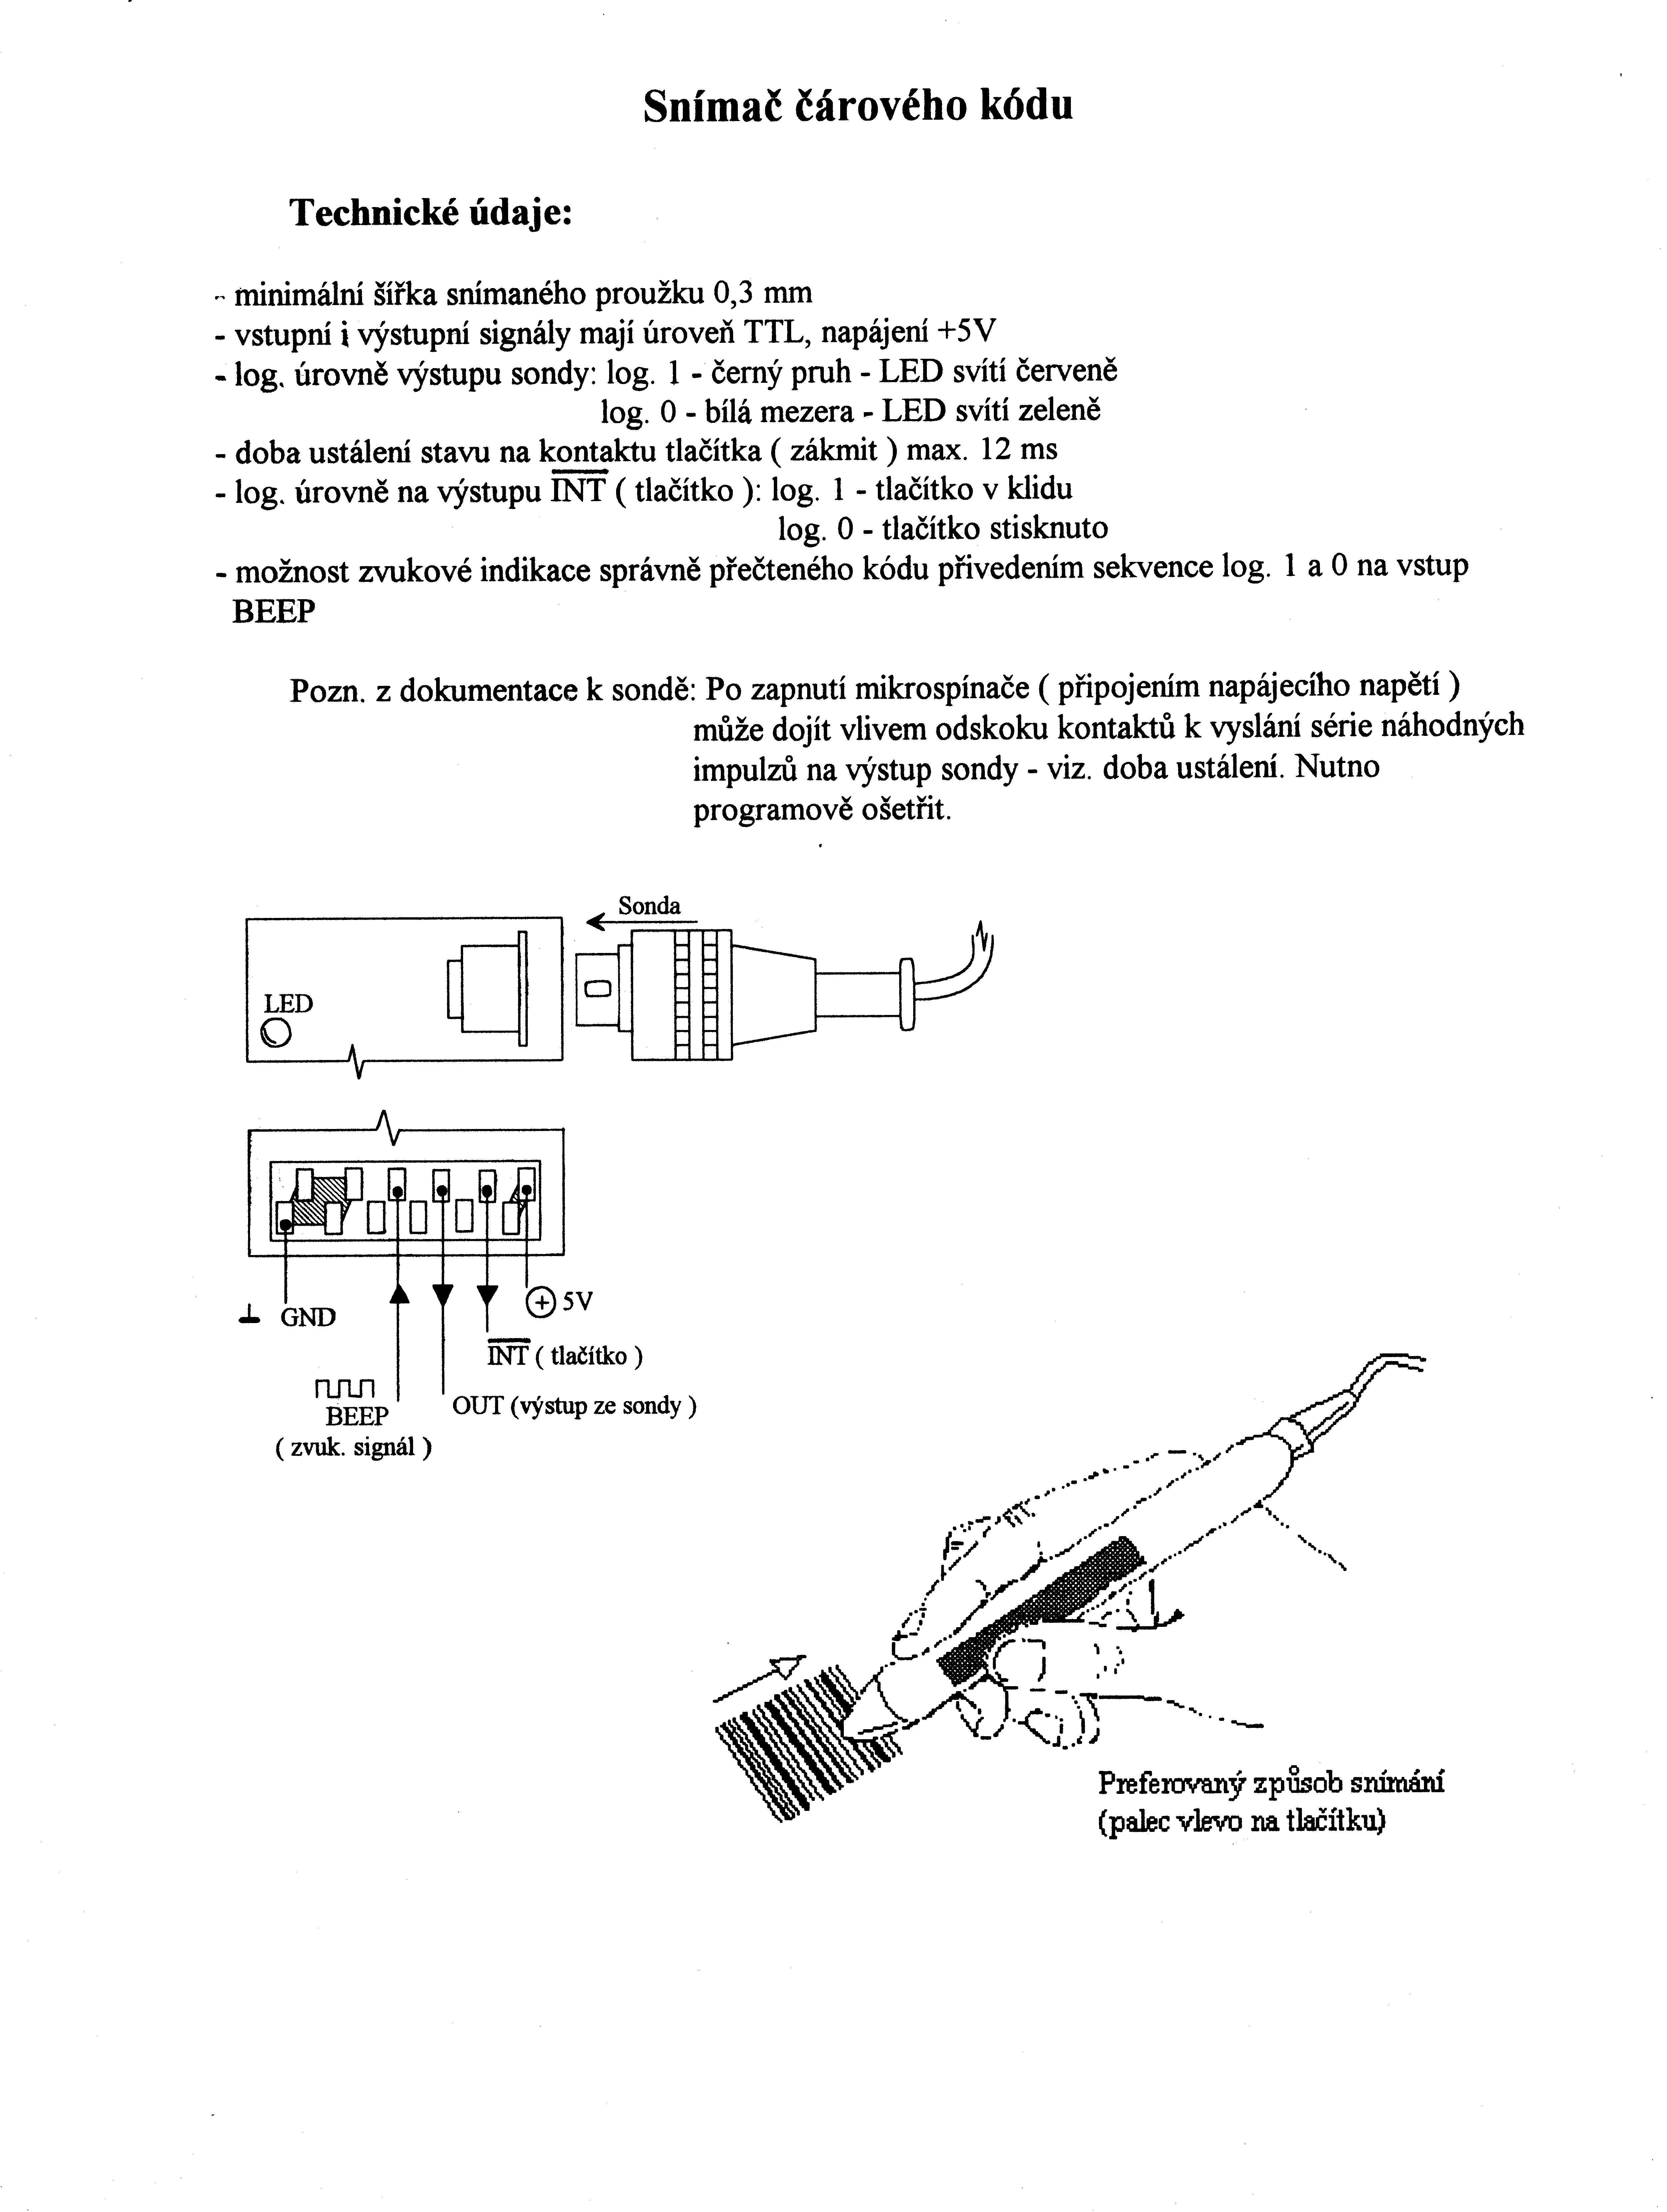 Snímač čárového kódu
Technické údaje:
- minimální šířka snímaného proužku 0,3 mm
- vstupní i výstupní signály mají úroveň TTL, napájení +5V
- log. úrovně výstupu sondy: log. 1 - černý pruh - LED svítí červeně
log. 0 - bílá mezera - LED svítí zeleně
- doba ustálení stavu na kontaktu tlačítka ( zákmit ) max. 12 ms
- log. úrovně na výstupu I̅N̅T̅ ( tlačítko ): log. 1 - tlačítko v klidu
log. 0 - tlačítko stisknuto
- možnost zvukové indikace správně přečteného kódu přivedením sekvence log. 1 a 0 na vstup
BEEP
Pozn. z dokumentace k sondě: Po zapnutí mikrospínače ( připojením napájecího napětí )
může dojít vlivem odskoku kontaktů k vyslání série náhodných
impulzů na výstup sondy - viz. doba ustálení. Nutno
programově ošetřit.
Sonda
LED
GND
+ 5V
I̅N̅T̅ ( tlačítko )
OUT (výstup ze sondy )
BEEP
( zvuk. signál )
Preferovaný způsob snímání
(palec vlevo na tlačítku)